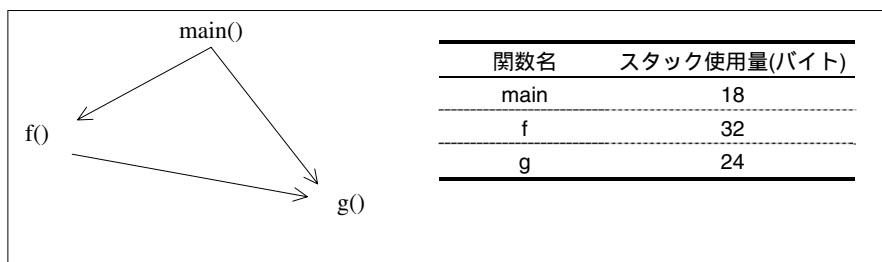 main()
f()
g()
関数名 スタック使用量(バイト)
main 18
f 32
g 24